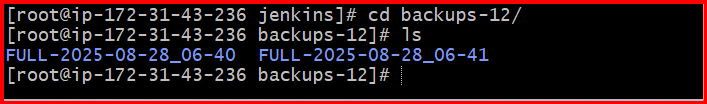 [root@ip-172-31-43-236 jenkins]# cd backups-12/
[root@ip-172-31-43-236 backups-12]# ls
FULL-2025-08-28_06-40  FULL-2025-08-28_06-41
[root@ip-172-31-43-236 backups-12]#